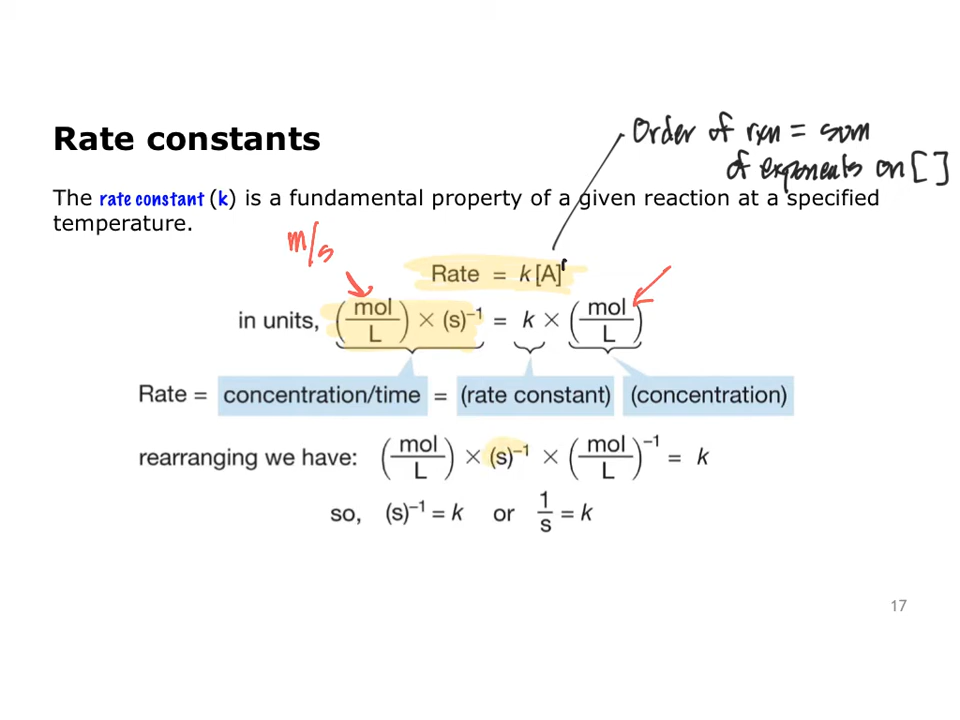 Order of rxn = sum
of exponents on [ ]
Rate constants
The rate constant (k) is a fundamental property of a given reaction at a specified
temperature.
m/s
Rate = k[A]¹
in units, (mol/L) × (s)⁻¹ = k × (mol/L)
Rate = concentration/time = (rate constant) (concentration)
rearranging we have: (mol/L) × (s)⁻¹ × (mol/L)⁻¹ = k
so, (s)⁻¹ = k or 1/s = k
17